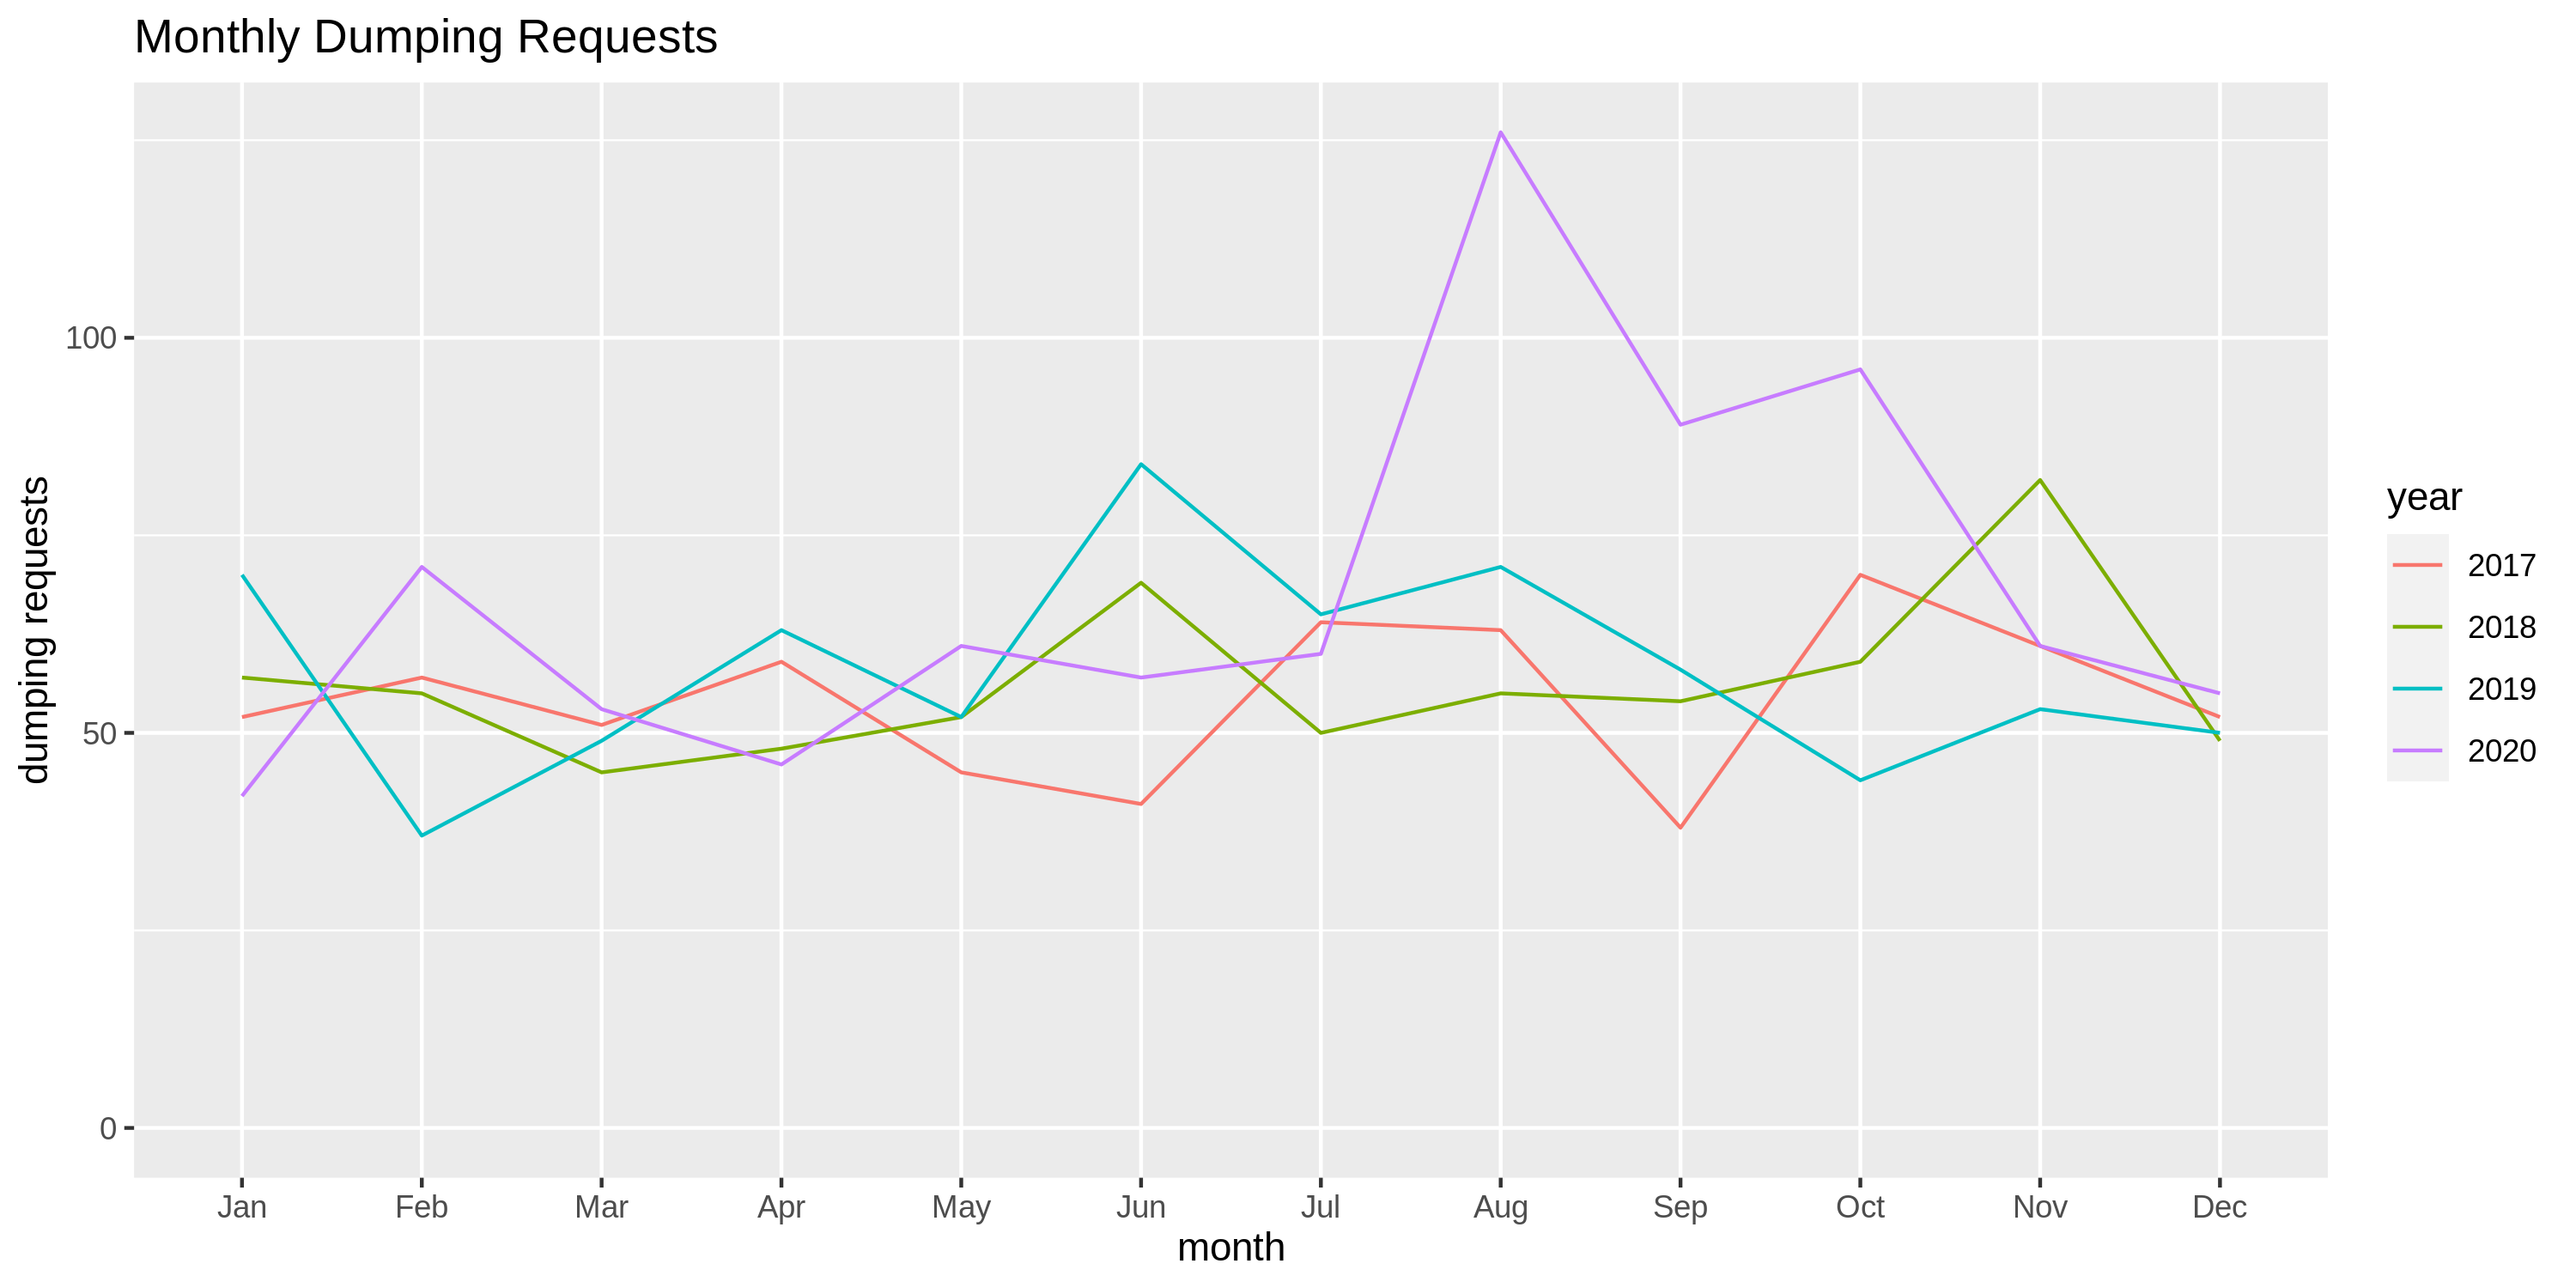 Monthly Dumping Requests
dumping requests
100
50
0
Jan Feb Mar Apr May Jun Jul Aug Sep Oct Nov Dec
month
year
2017
2018
2019
2020